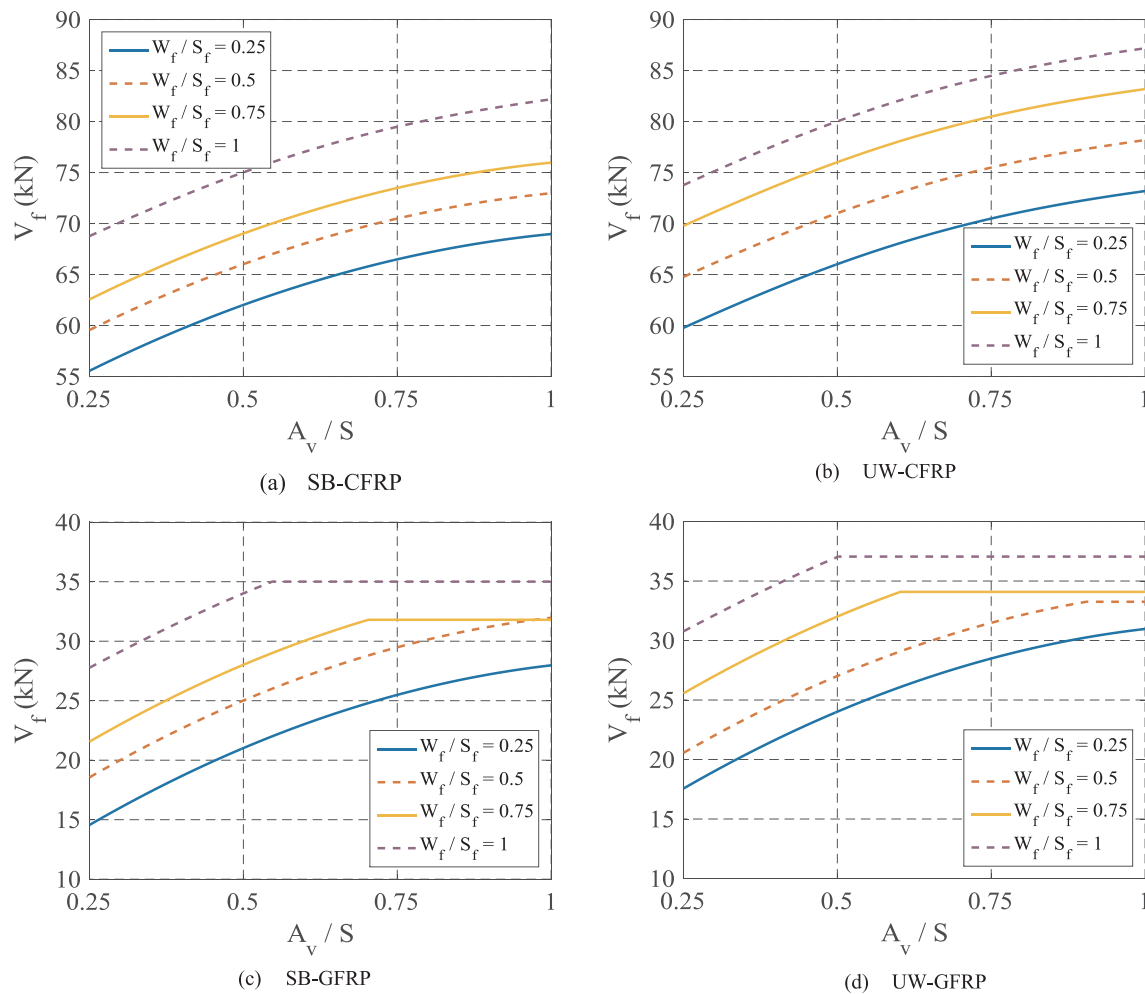 90
85
80
75
70
65
60
55
V_f (kN)
W_f / S_f = 0.25
W_f / S_f = 0.5
W_f / S_f = 0.75
W_f / S_f = 1
0.25 0.5 0.75 1
A_v / S
(a) SB-CFRP
90
85
80
75
70
65
60
55
V_f (kN)
W_f / S_f = 0.25
W_f / S_f = 0.5
W_f / S_f = 0.75
W_f / S_f = 1
0.25 0.5 0.75 1
A_v / S
(b) UW-CFRP
40
35
30
25
20
15
10
V_f (kN)
W_f / S_f = 0.25
W_f / S_f = 0.5
W_f / S_f = 0.75
W_f / S_f = 1
0.25 0.5 0.75 1
A_v / S
(c) SB-GFRP
40
35
30
25
20
15
10
V_f (kN)
W_f / S_f = 0.25
W_f / S_f = 0.5
W_f / S_f = 0.75
W_f / S_f = 1
0.25 0.5 0.75 1
A_v / S
(d) UW-GFRP